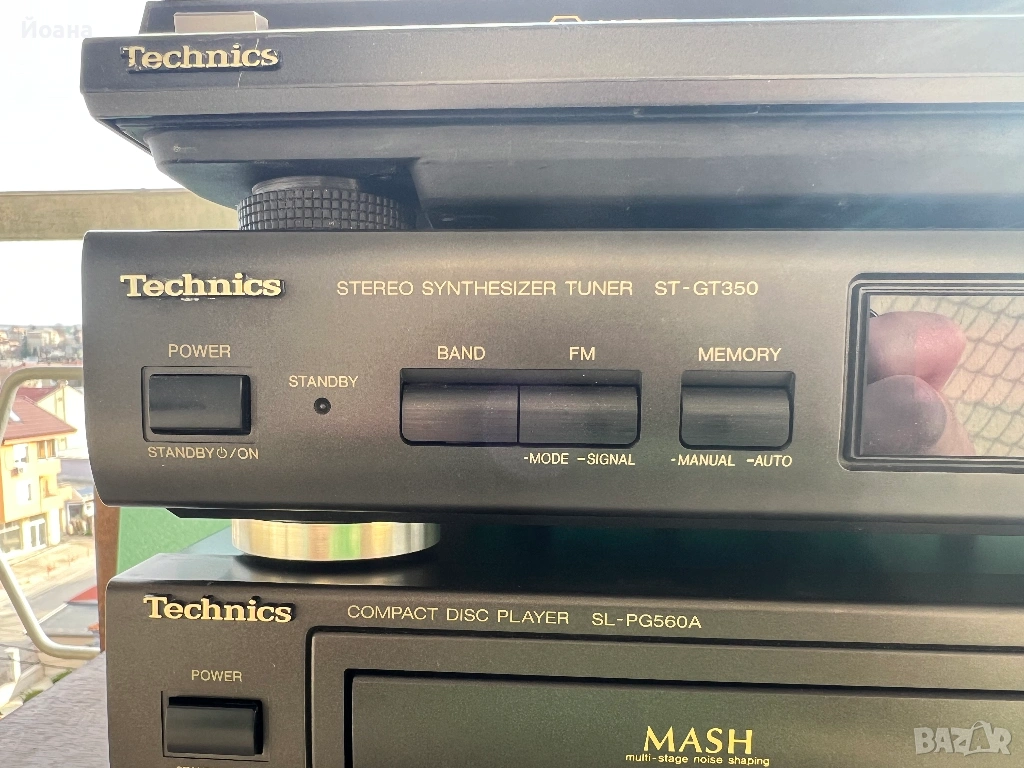 Йоана
Technics
Technics STEREO SYNTHESIZER TUNER ST-GT350
POWER
STANDBY
BAND FM MEMORY
STANDBY⏻/ON
-MODE -SIGNAL
-MANUAL -AUTO
Technics COMPACT DISC PLAYER SL-PG560A
POWER
MASH
multi-stage noise shaping
BAZAR